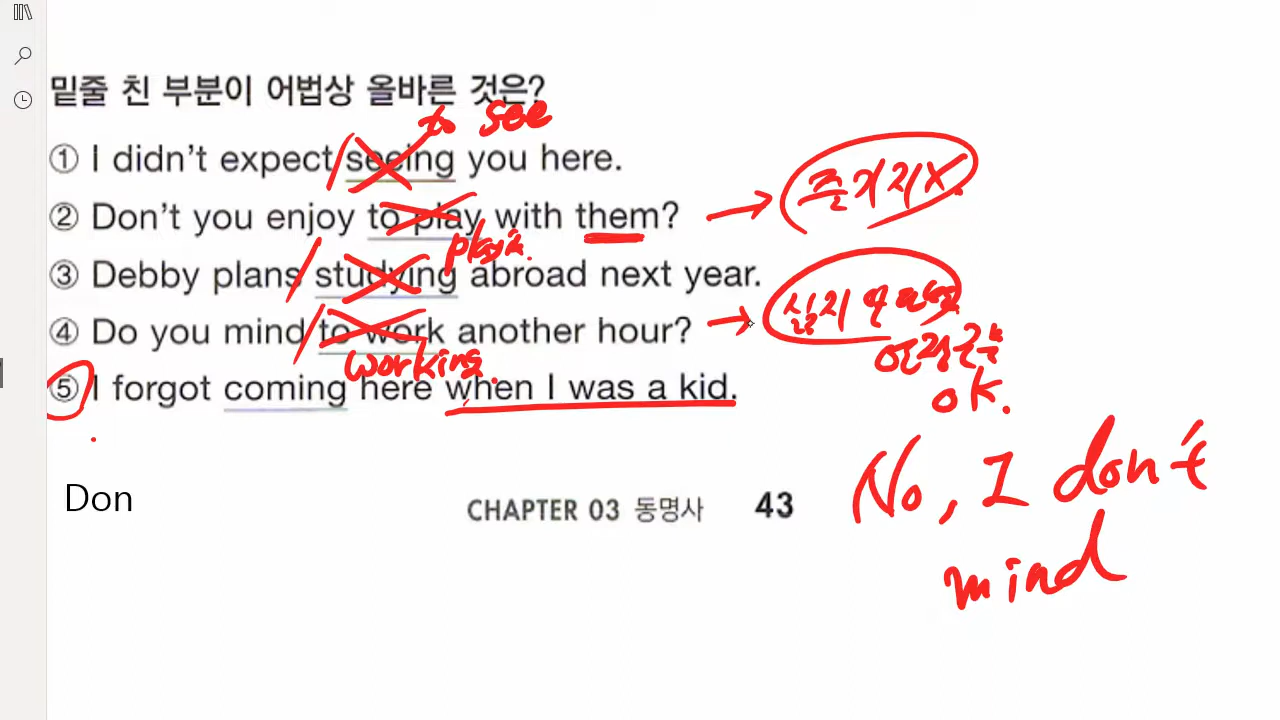 밑줄 친 부분이 어법상 올바른 것은?
to see
① I didn't expect seeing you here.
즐기지X
② Don't you enjoy to play with them?
③ Debby plans studying abroad next year.
④ Do you mind to work another hour?
working.
OK.
⑤ I forgot coming here when I was a kid.
No, I don't
mind
Don
CHAPTER 03 동명사 43